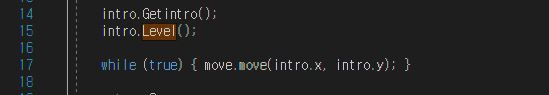 14 intro.Getintro();
15 intro.Level();
16
17 while (true) { move.move(intro.x, intro.y); }
18